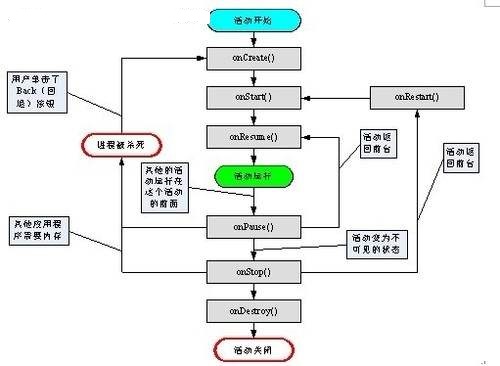 活动开始
onCreate()
用户单击了
Back（回
退）按钮
onStart()
onRestart()
onResume()
进程被杀死
活动返
回前台
活动返
回前台
活动运行
其他的活
动运行在
这个活动
的前面
onPause()
其他应用程
序需要内存
活动变为不
可见的状态
onStop()
onDestroy()
活动关闭